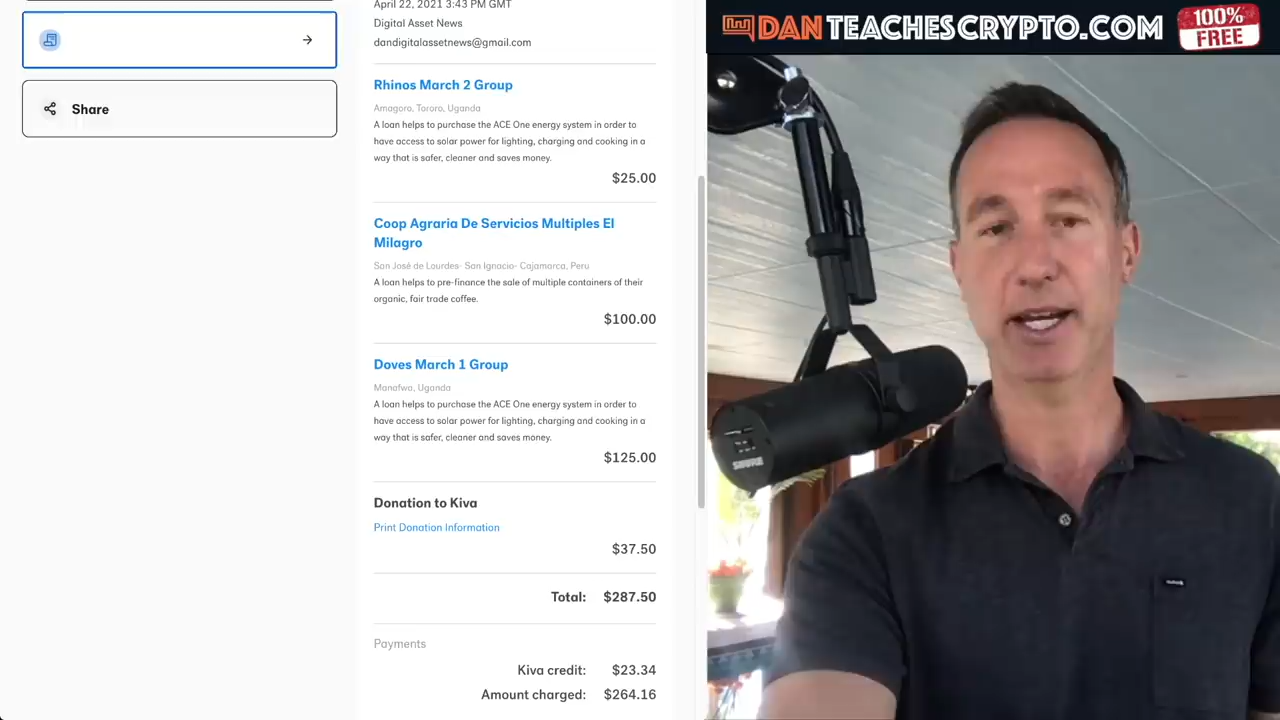 Share
April 22, 2021 3:43 PM GMT
Digital Asset News
dandigitalassetnews@gmail.com
Rhinos March 2 Group
Amagoro, Tororo, Uganda
A loan helps to purchase the ACE One energy system in order to
have access to solar power for lighting, charging and cooking in a
way that is safer, cleaner and saves money.
$25.00
Coop Agraria De Servicios Multiples El
Milagro
San José de Lourdes- San Ignacio- Cajamarca, Peru
A loan helps to pre-finance the sale of multiple containers of their
organic, fair trade coffee.
$100.00
Doves March 1 Group
Manafwa, Uganda
A loan helps to purchase the ACE One energy system in order to
have access to solar power for lighting, charging and cooking in a
way that is safer, cleaner and saves money.
$125.00
Donation to Kiva
Print Donation Information
$37.50
Total: $287.50
Payments
Kiva credit: $23.34
Amount charged: $264.16
DAN TEACHESCRYPTO.COM
100%
FREE
SHURE